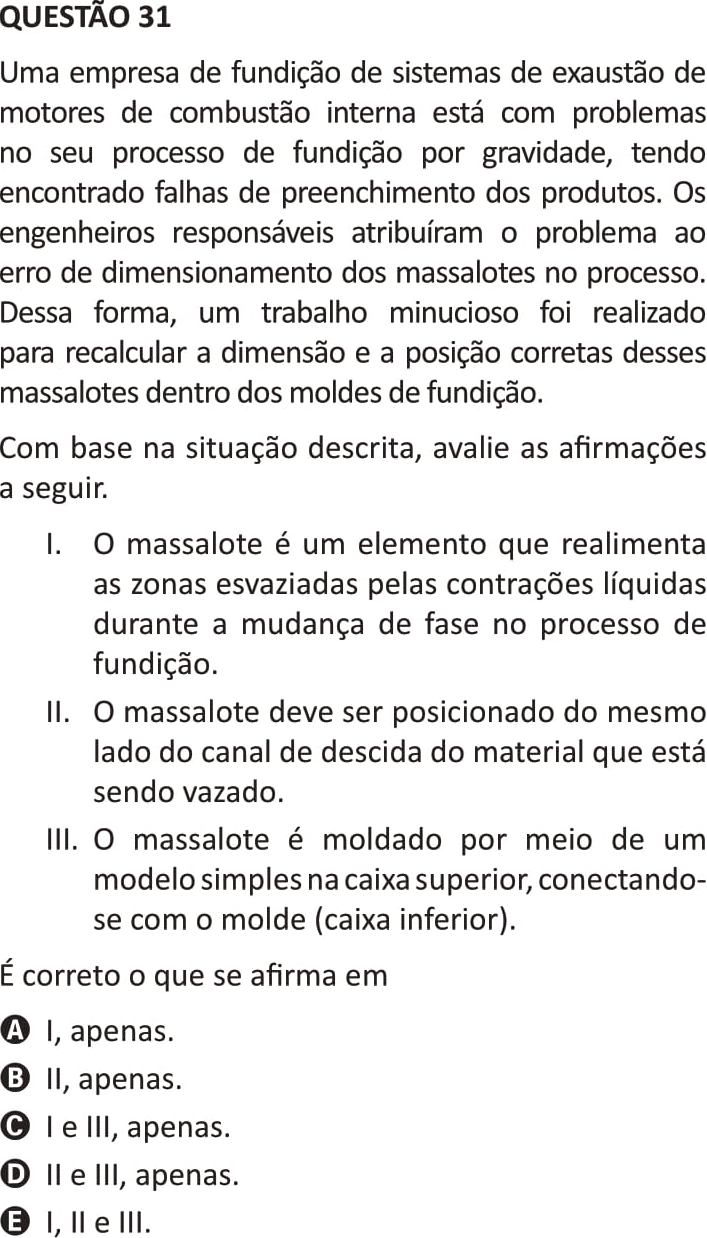 QUESTÃO 31
Uma empresa de fundição de sistemas de exaustão de
motores de combustão interna está com problemas
no seu processo de fundição por gravidade, tendo
encontrado falhas de preenchimento dos produtos. Os
engenheiros responsáveis atribuíram o problema ao
erro de dimensionamento dos massalotes no processo.
Dessa forma, um trabalho minucioso foi realizado
para recalcular a dimensão e a posição corretas desses
massalotes dentro dos moldes de fundição.
Com base na situação descrita, avalie as afirmações
a seguir.
I. O massalote é um elemento que realimenta
as zonas esvaziadas pelas contrações líquidas
durante a mudança de fase no processo de
fundição.
II. O massalote deve ser posicionado do mesmo
lado do canal de descida do material que está
sendo vazado.
III. O massalote é moldado por meio de um
modelo simples na caixa superior, conectando-
se com o molde (caixa inferior).
É correto o que se afirma em
A I, apenas.
B II, apenas.
C I e III, apenas.
D II e III, apenas.
E I, II e III.